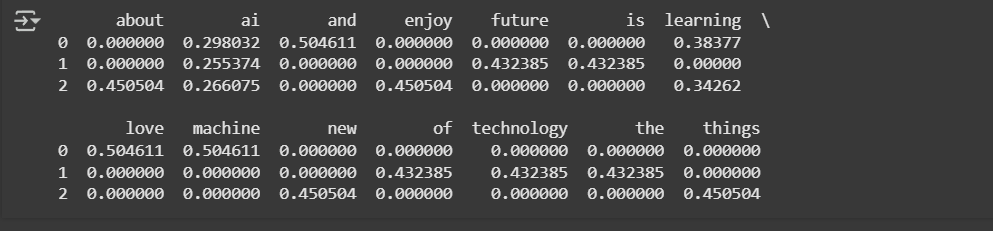 about ai and enjoy future is learning \
0 0.000000 0.298032 0.504611 0.000000 0.000000 0.000000 0.38377
1 0.000000 0.255374 0.000000 0.000000 0.432385 0.432385 0.00000
2 0.450504 0.266075 0.000000 0.450504 0.000000 0.000000 0.34262
love machine new of technology the things
0 0.504611 0.504611 0.000000 0.000000 0.000000 0.000000 0.000000
1 0.000000 0.000000 0.000000 0.432385 0.432385 0.432385 0.000000
2 0.000000 0.000000 0.450504 0.000000 0.000000 0.000000 0.450504